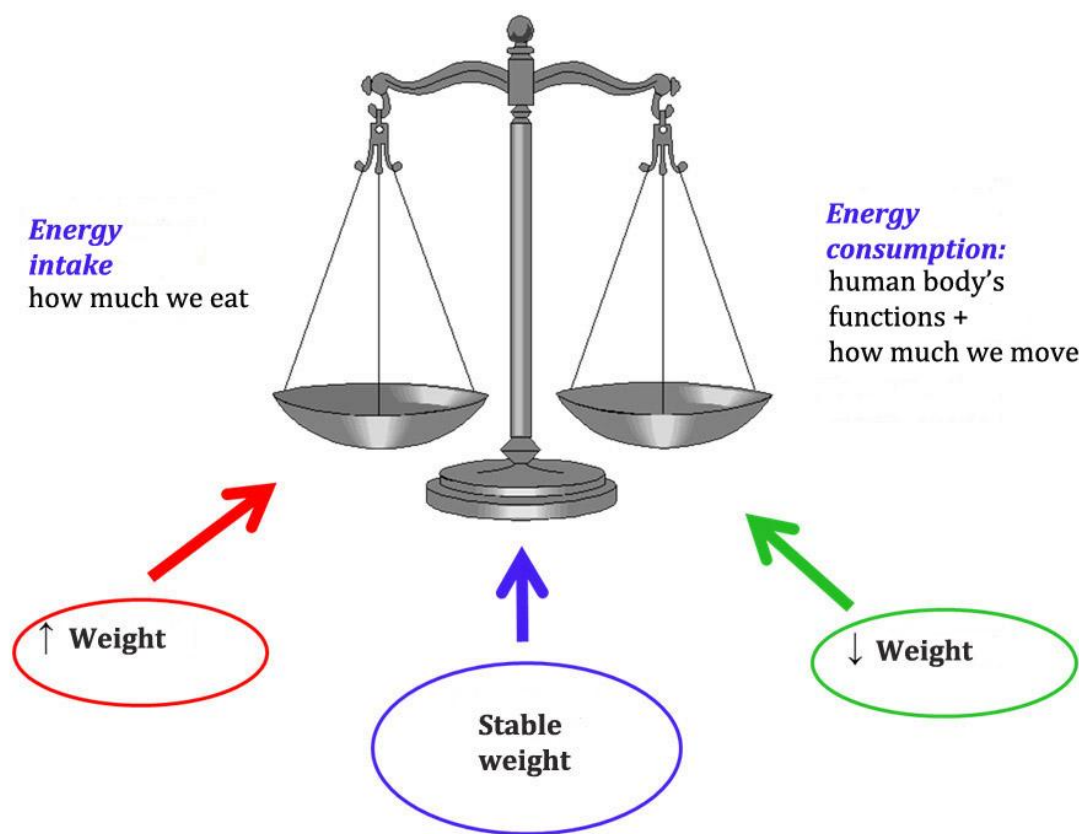 Energy
intake
how much we eat
Energy
consumption:
human body's
functions +
how much we move
↑ Weight
Stable
weight
↓ Weight